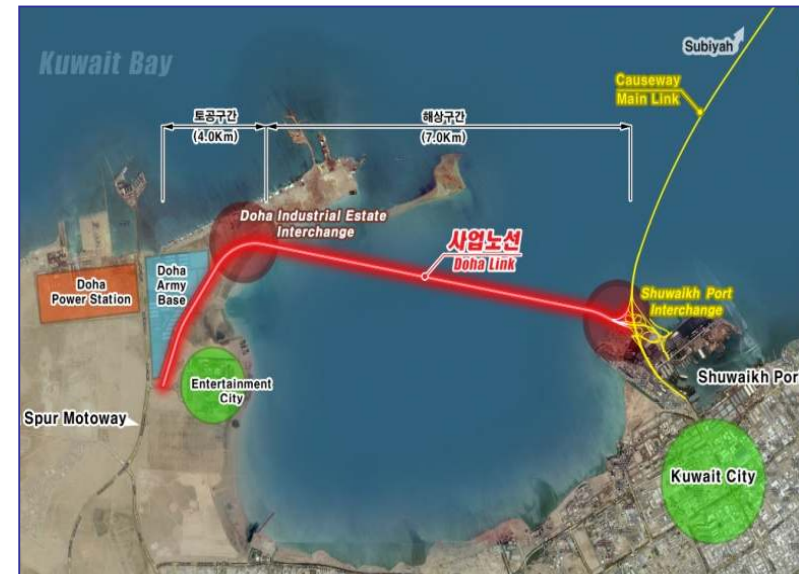 Kuwait Bay
Subiyah
Causeway
Main Link
토공구간
(4.0Km)
해상구간
(7.0Km)
Doha Industrial Estate
Interchange
사업노선
Doha Link
Doha
Power Station
Doha
Army
Base
Shuwaikh Port
Interchange
Entertainment
City
Shuwaikh Por
Spur Motoway
Kuwait City